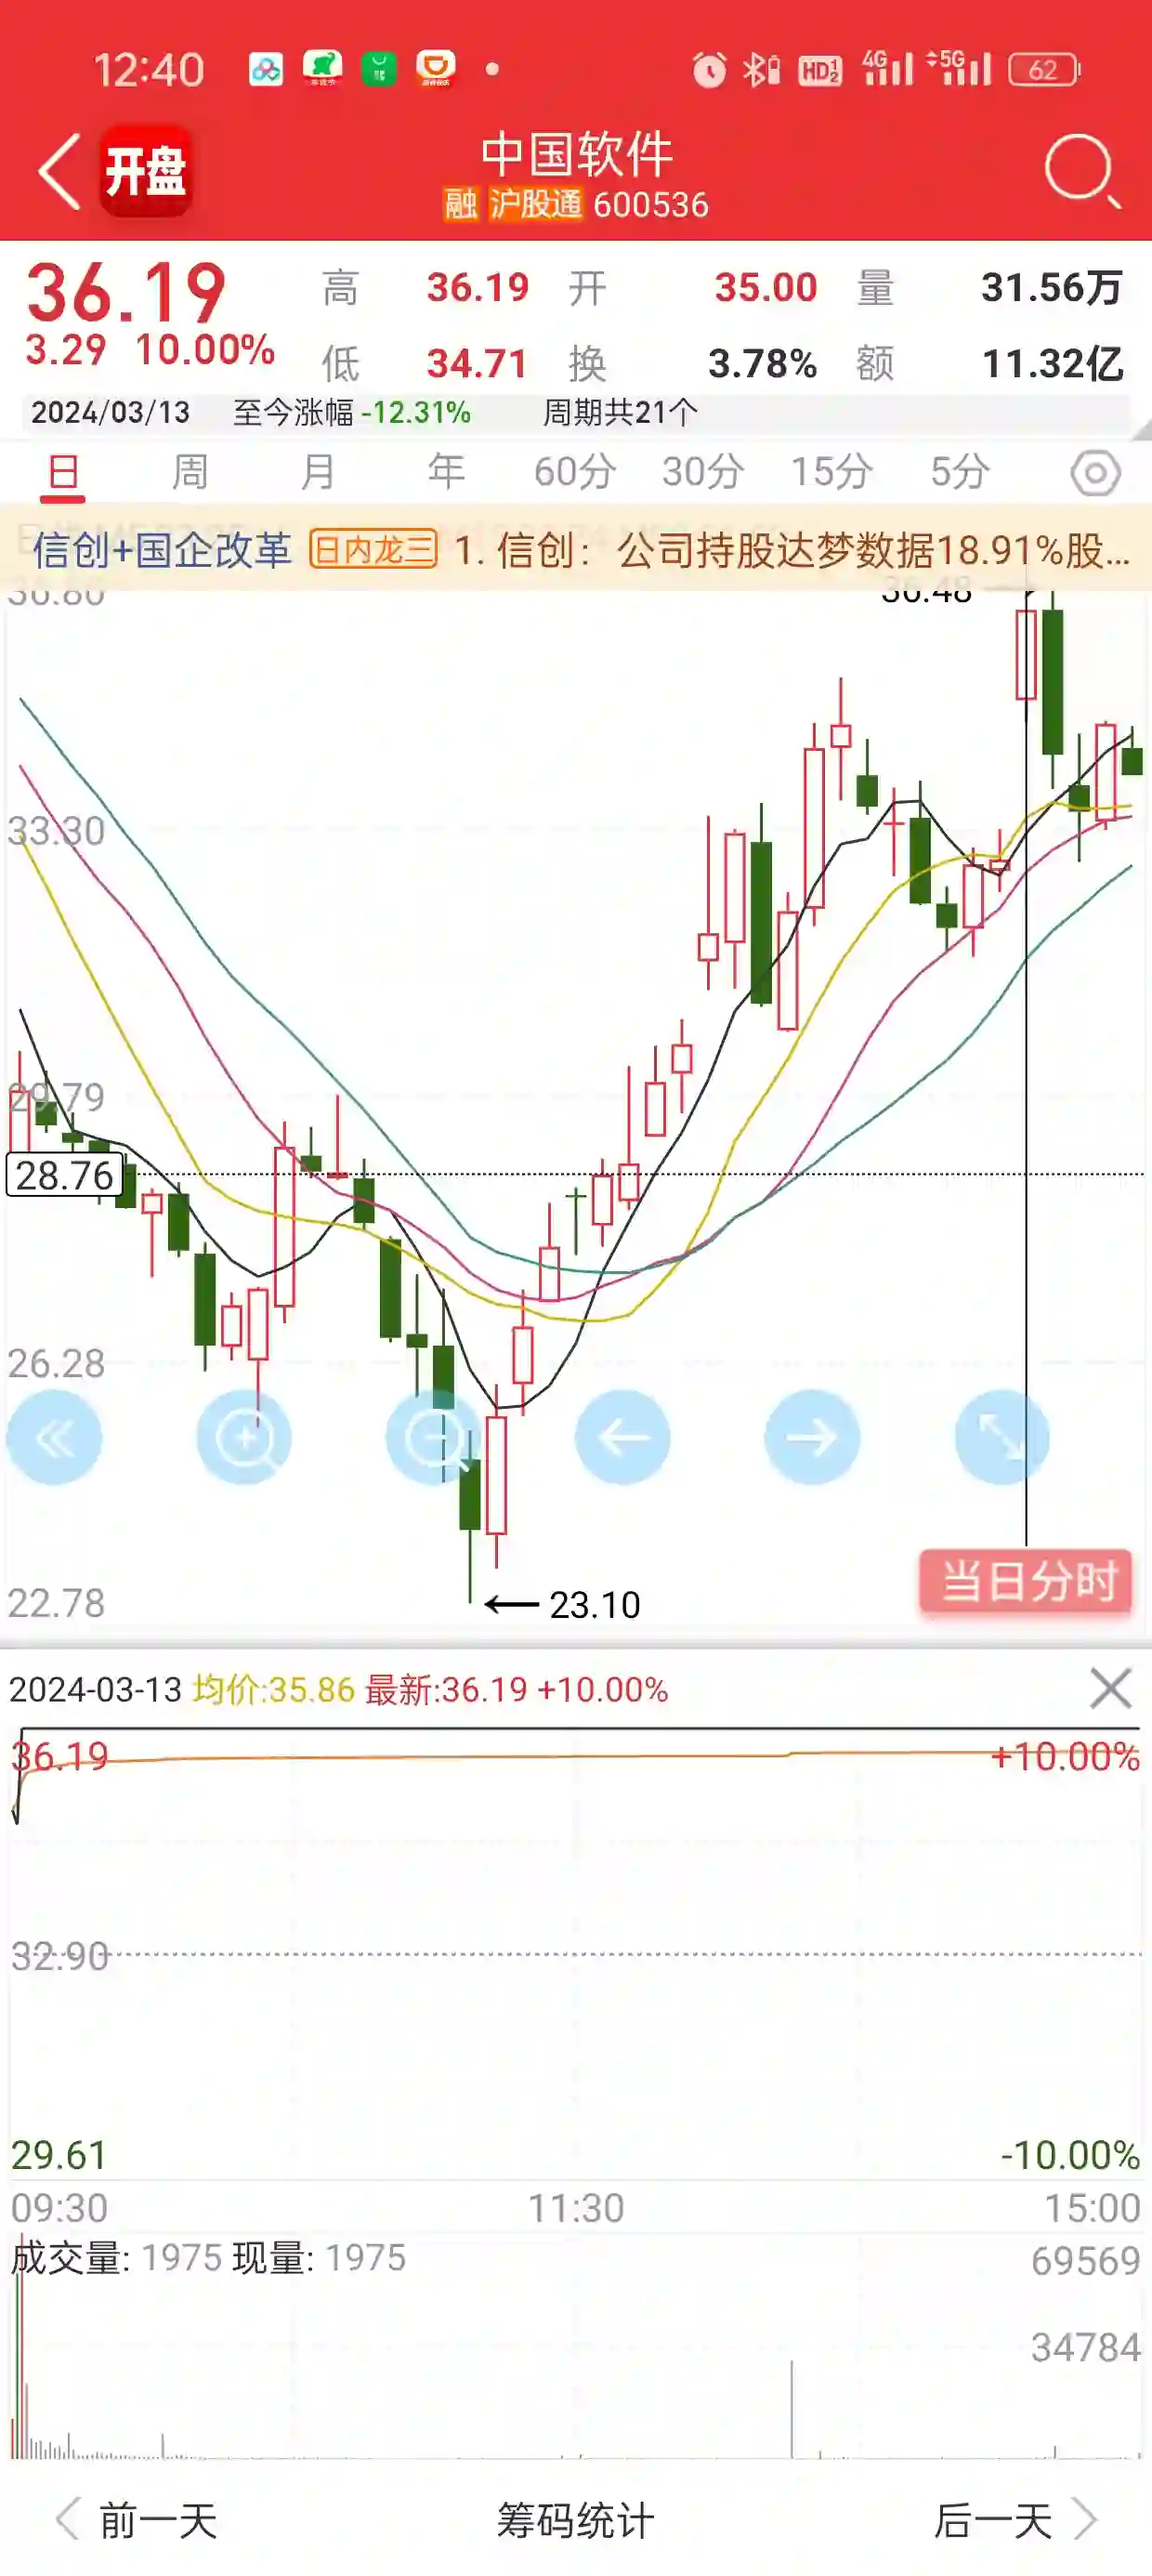 12:40 HD 4G 5G 62
开盘 中国软件
融 沪股通 600536
36.19 高 36.19 开 35.00 量 31.56万
3.29 10.00% 低 34.71 换 3.78% 额 11.32亿
2024/03/13 至今涨幅 -12.31% 周期共21个
日 周 月 年 60分 30分 15分 5分
信创+国企改革 日内龙三 1. 信创：公司持股达梦数据18.91%股...
36.80 36.48
33.30
29.79
28.76
26.28
当日分时
22.78 23.10
2024-03-13 均价:35.86 最新:36.19 +10.00%
36.19 +10.00%
32.90
29.61 -10.00%
09:30 11:30 15:00
成交量: 1975 现量: 1975 69569
34784
前一天 筹码统计 后一天